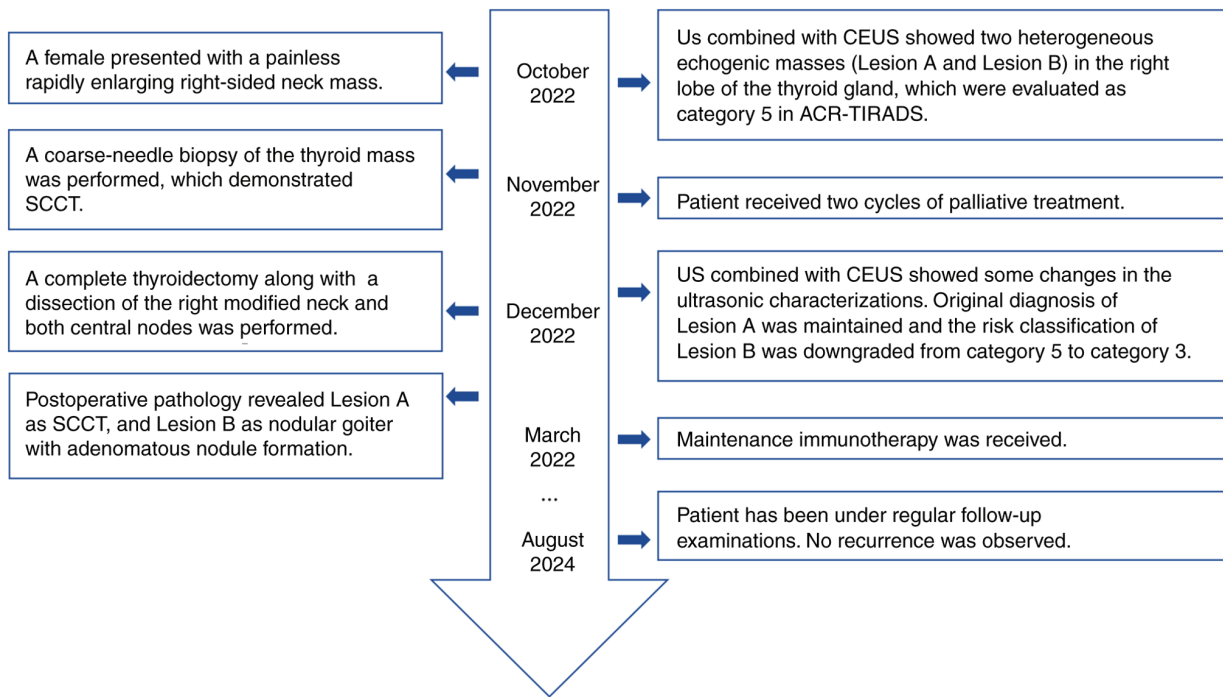 A female presented with a painless
rapidly enlarging right-sided neck mass.
October
2022
Us combined with CEUS showed two heterogeneous
echogenic masses (Lesion A and Lesion B) in the right
lobe of the thyroid gland, which were evaluated as
category 5 in ACR-TIRADS.
A coarse-needle biopsy of the thyroid mass
was performed, which demonstrated
SCCT.
November
2022
Patient received two cycles of palliative treatment.
A complete thyroidectomy along with a
dissection of the right modified neck and
both central nodes was performed.
December
2022
US combined with CEUS showed some changes in the
ultrasonic characterizations. Original diagnosis of
Lesion A was maintained and the risk classification of
Lesion B was downgraded from category 5 to category 3.
Postoperative pathology revealed Lesion A
as SCCT, and Lesion B as nodular goiter
with adenomatous nodule formation.
March
2022
Maintenance immunotherapy was received.
...
August
2024
Patient has been under regular follow-up
examinations. No recurrence was observed.